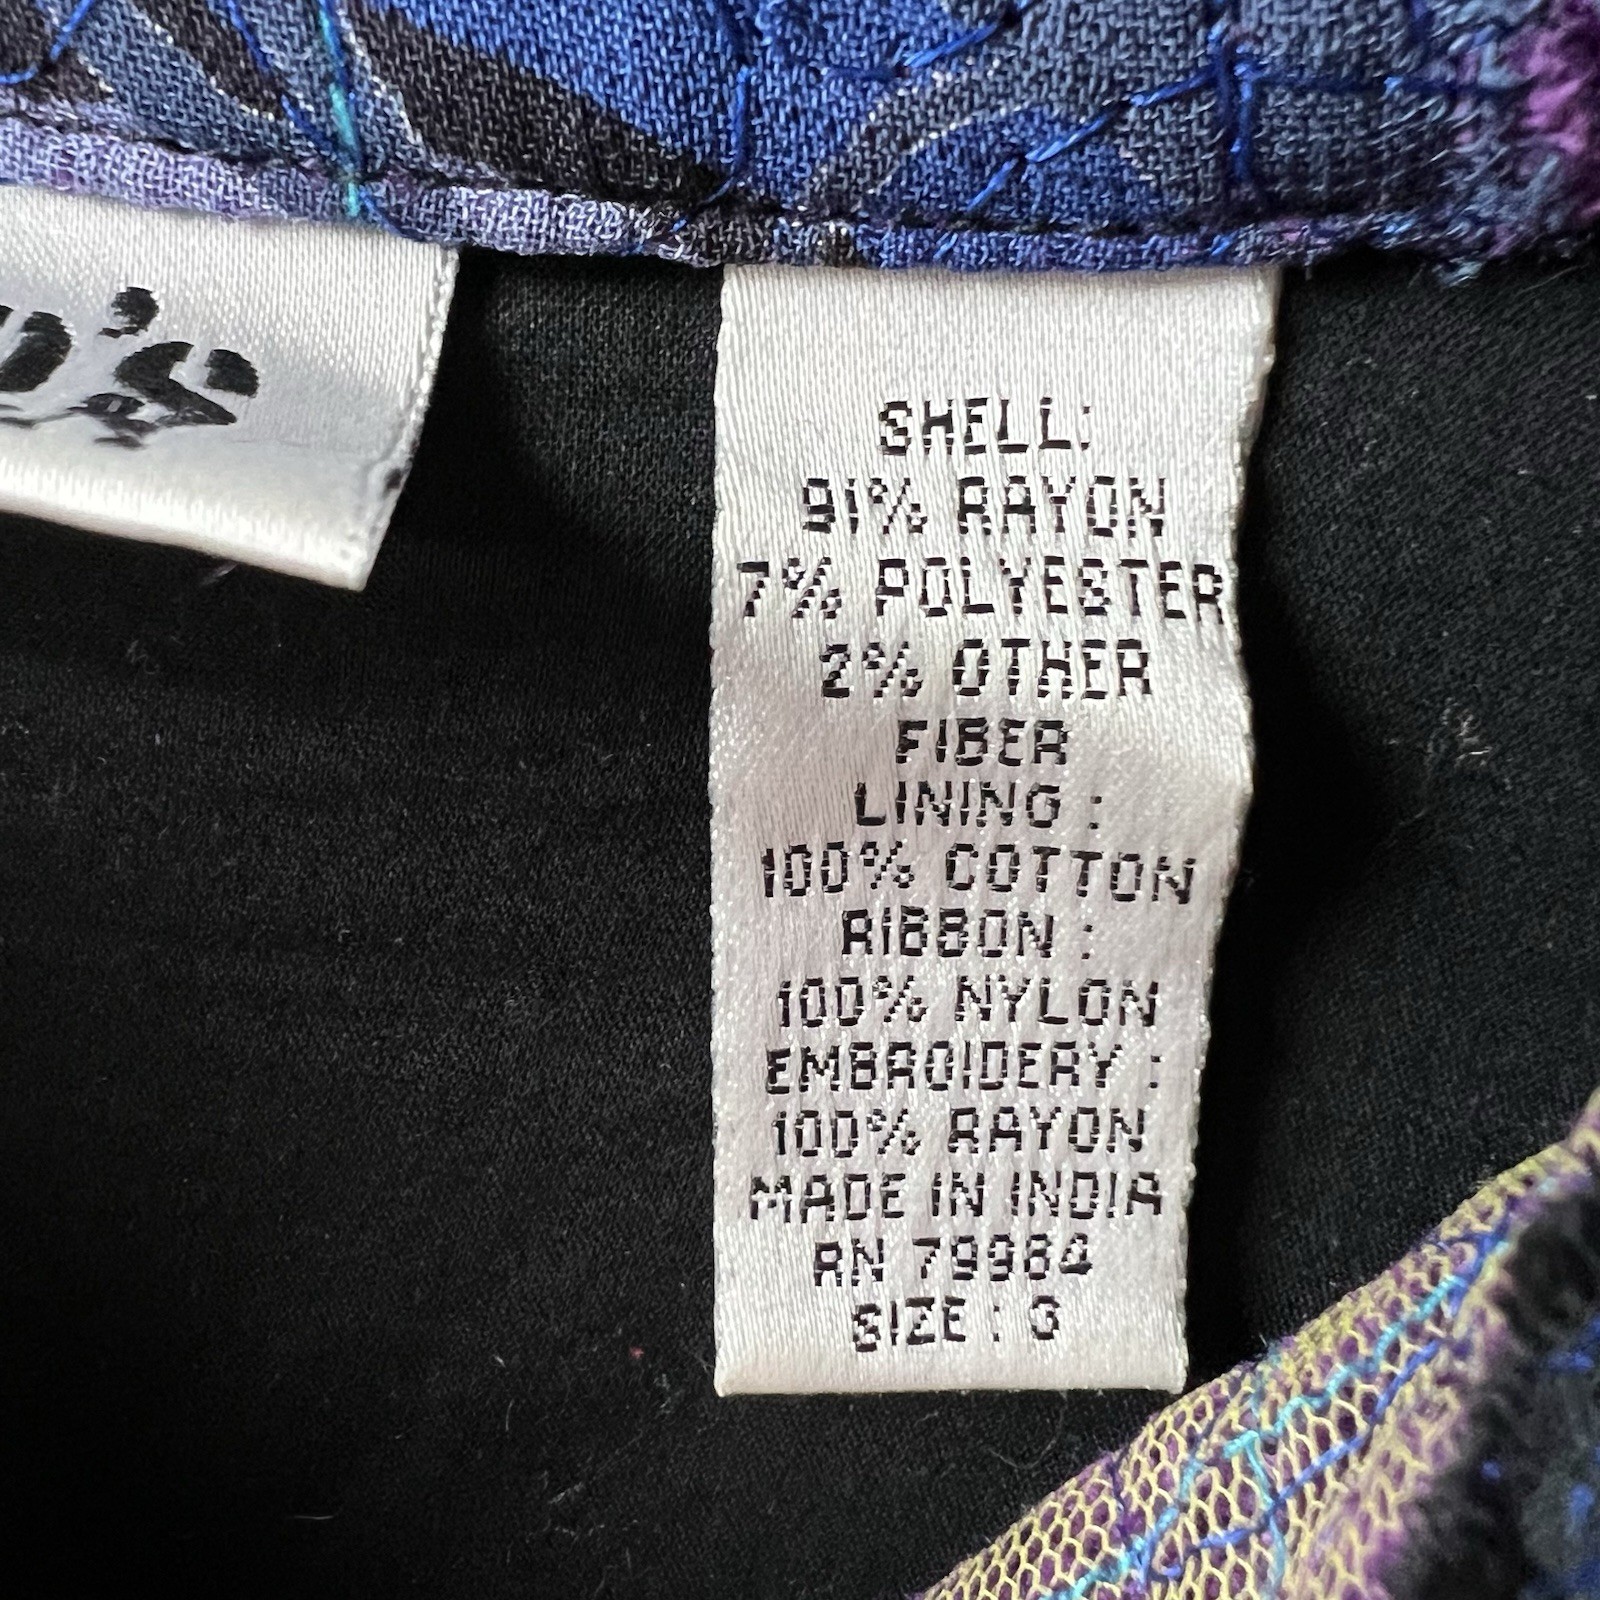 SHELL:
91% RAYON
7% POLYESTER
2% OTHER
FIBER
LINING :
100% COTTON
RIBBON :
100% NYLON
EMBROIDERY :
100% RAYON
MADE IN INDIA
RN 79984
SIZE :